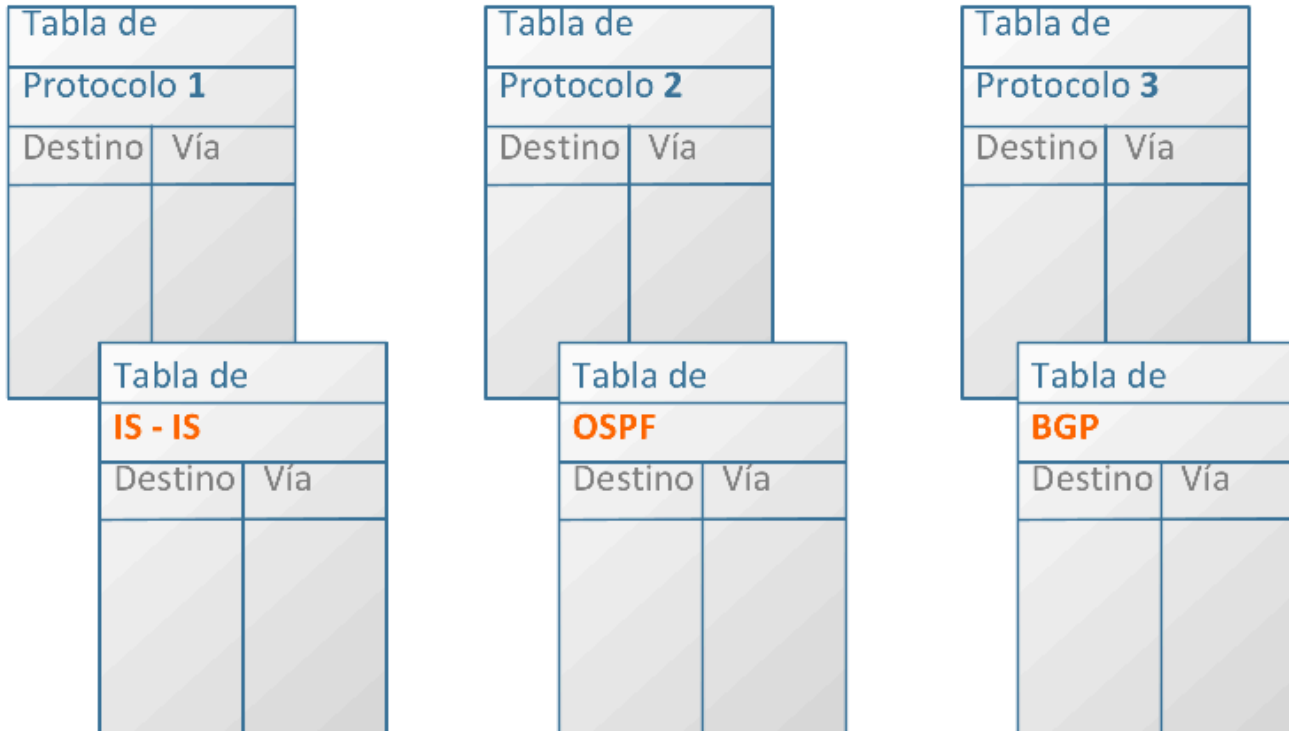 Tabla de
Protocolo 1
Destino Vía
Tabla de
Protocolo 2
Destino Vía
Tabla de
Protocolo 3
Destino Vía
Tabla de
IS - IS
Destino Vía
Tabla de
OSPF
Destino Vía
Tabla de
BGP
Destino Vía